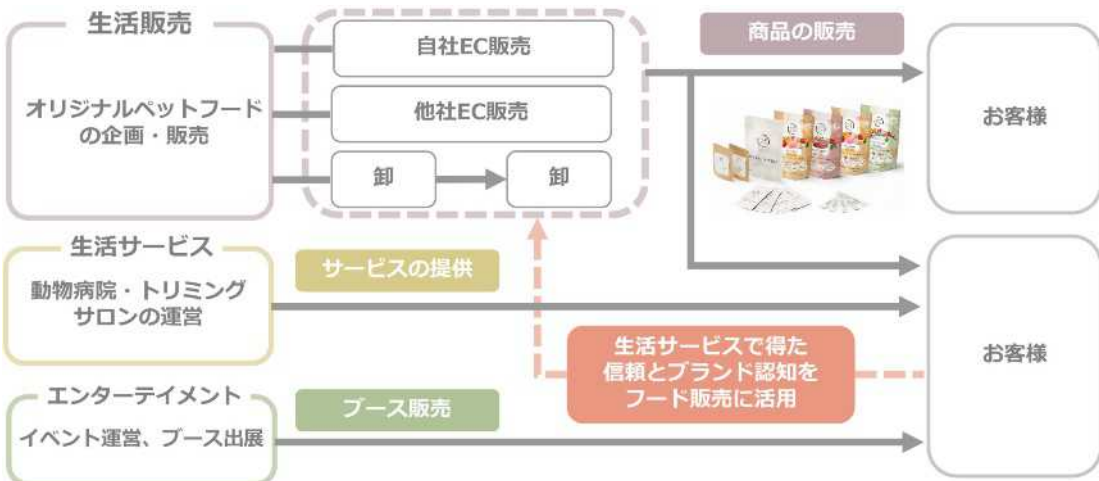 生活販売
オリジナルペットフード
の企画・販売
自社EC販売
他社EC販売
卸
卸
商品の販売
お客様
生活サービス
動物病院・トリミング
サロンの運営
サービスの提供
生活サービスで得た
信頼とブランド認知を
フード販売に活用
お客様
エンターテイメント
イベント運営、ブース出展
ブース販売